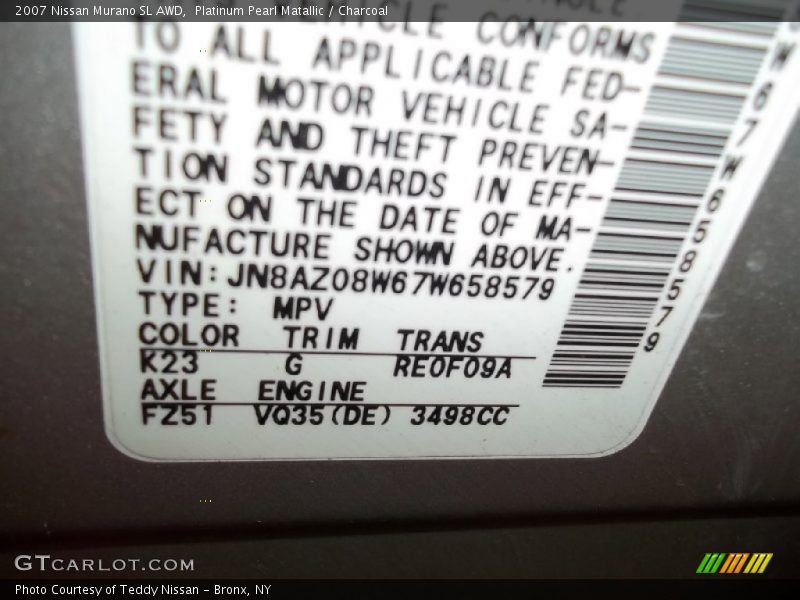 2007 Nissan Murano SL AWD, Platinum Pearl Matallic / Charcoal
VEHICLE CONFORMS
TO ALL APPLICABLE FED-
ERAL MOTOR VEHICLE SA-
FETY AND THEFT PREVEN-
TION STANDARDS IN EFF-
ECT ON THE DATE OF MA-
NUFACTURE SHOWN ABOVE.
VIN: JN8AZ08W67W658579
TYPE: MPV
COLOR TRIM TRANS
K23 G RE0F09A
AXLE ENGINE
FZ51 VQ35(DE) 3498CC
W67W658579
GTCARLOT.COM
Photo Courtesy of Teddy Nissan - Bronx, NY